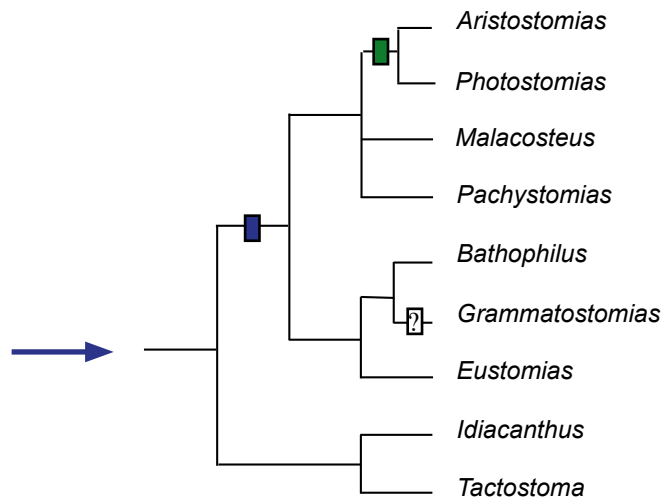 Aristostomias
Photostomias
Malacosteus
Pachystomias
Bathophilus
?
Grammatostomias
Eustomias
Idiacanthus
Tactostoma